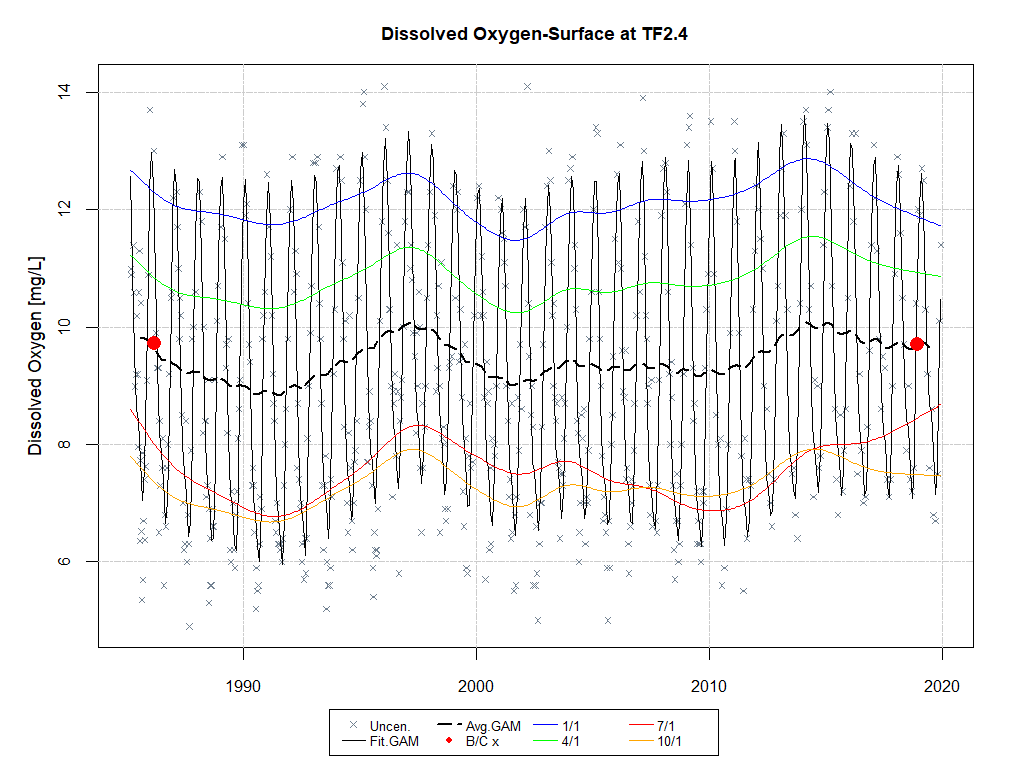 Dissolved Oxygen-Surface at TF2.4
Dissolved Oxygen [mg/L]
14
12
10
8
6
1990
2000
2010
2020
Uncen. Avg.GAM 1/1 7/1
Fit.GAM B/C x 4/1 10/1